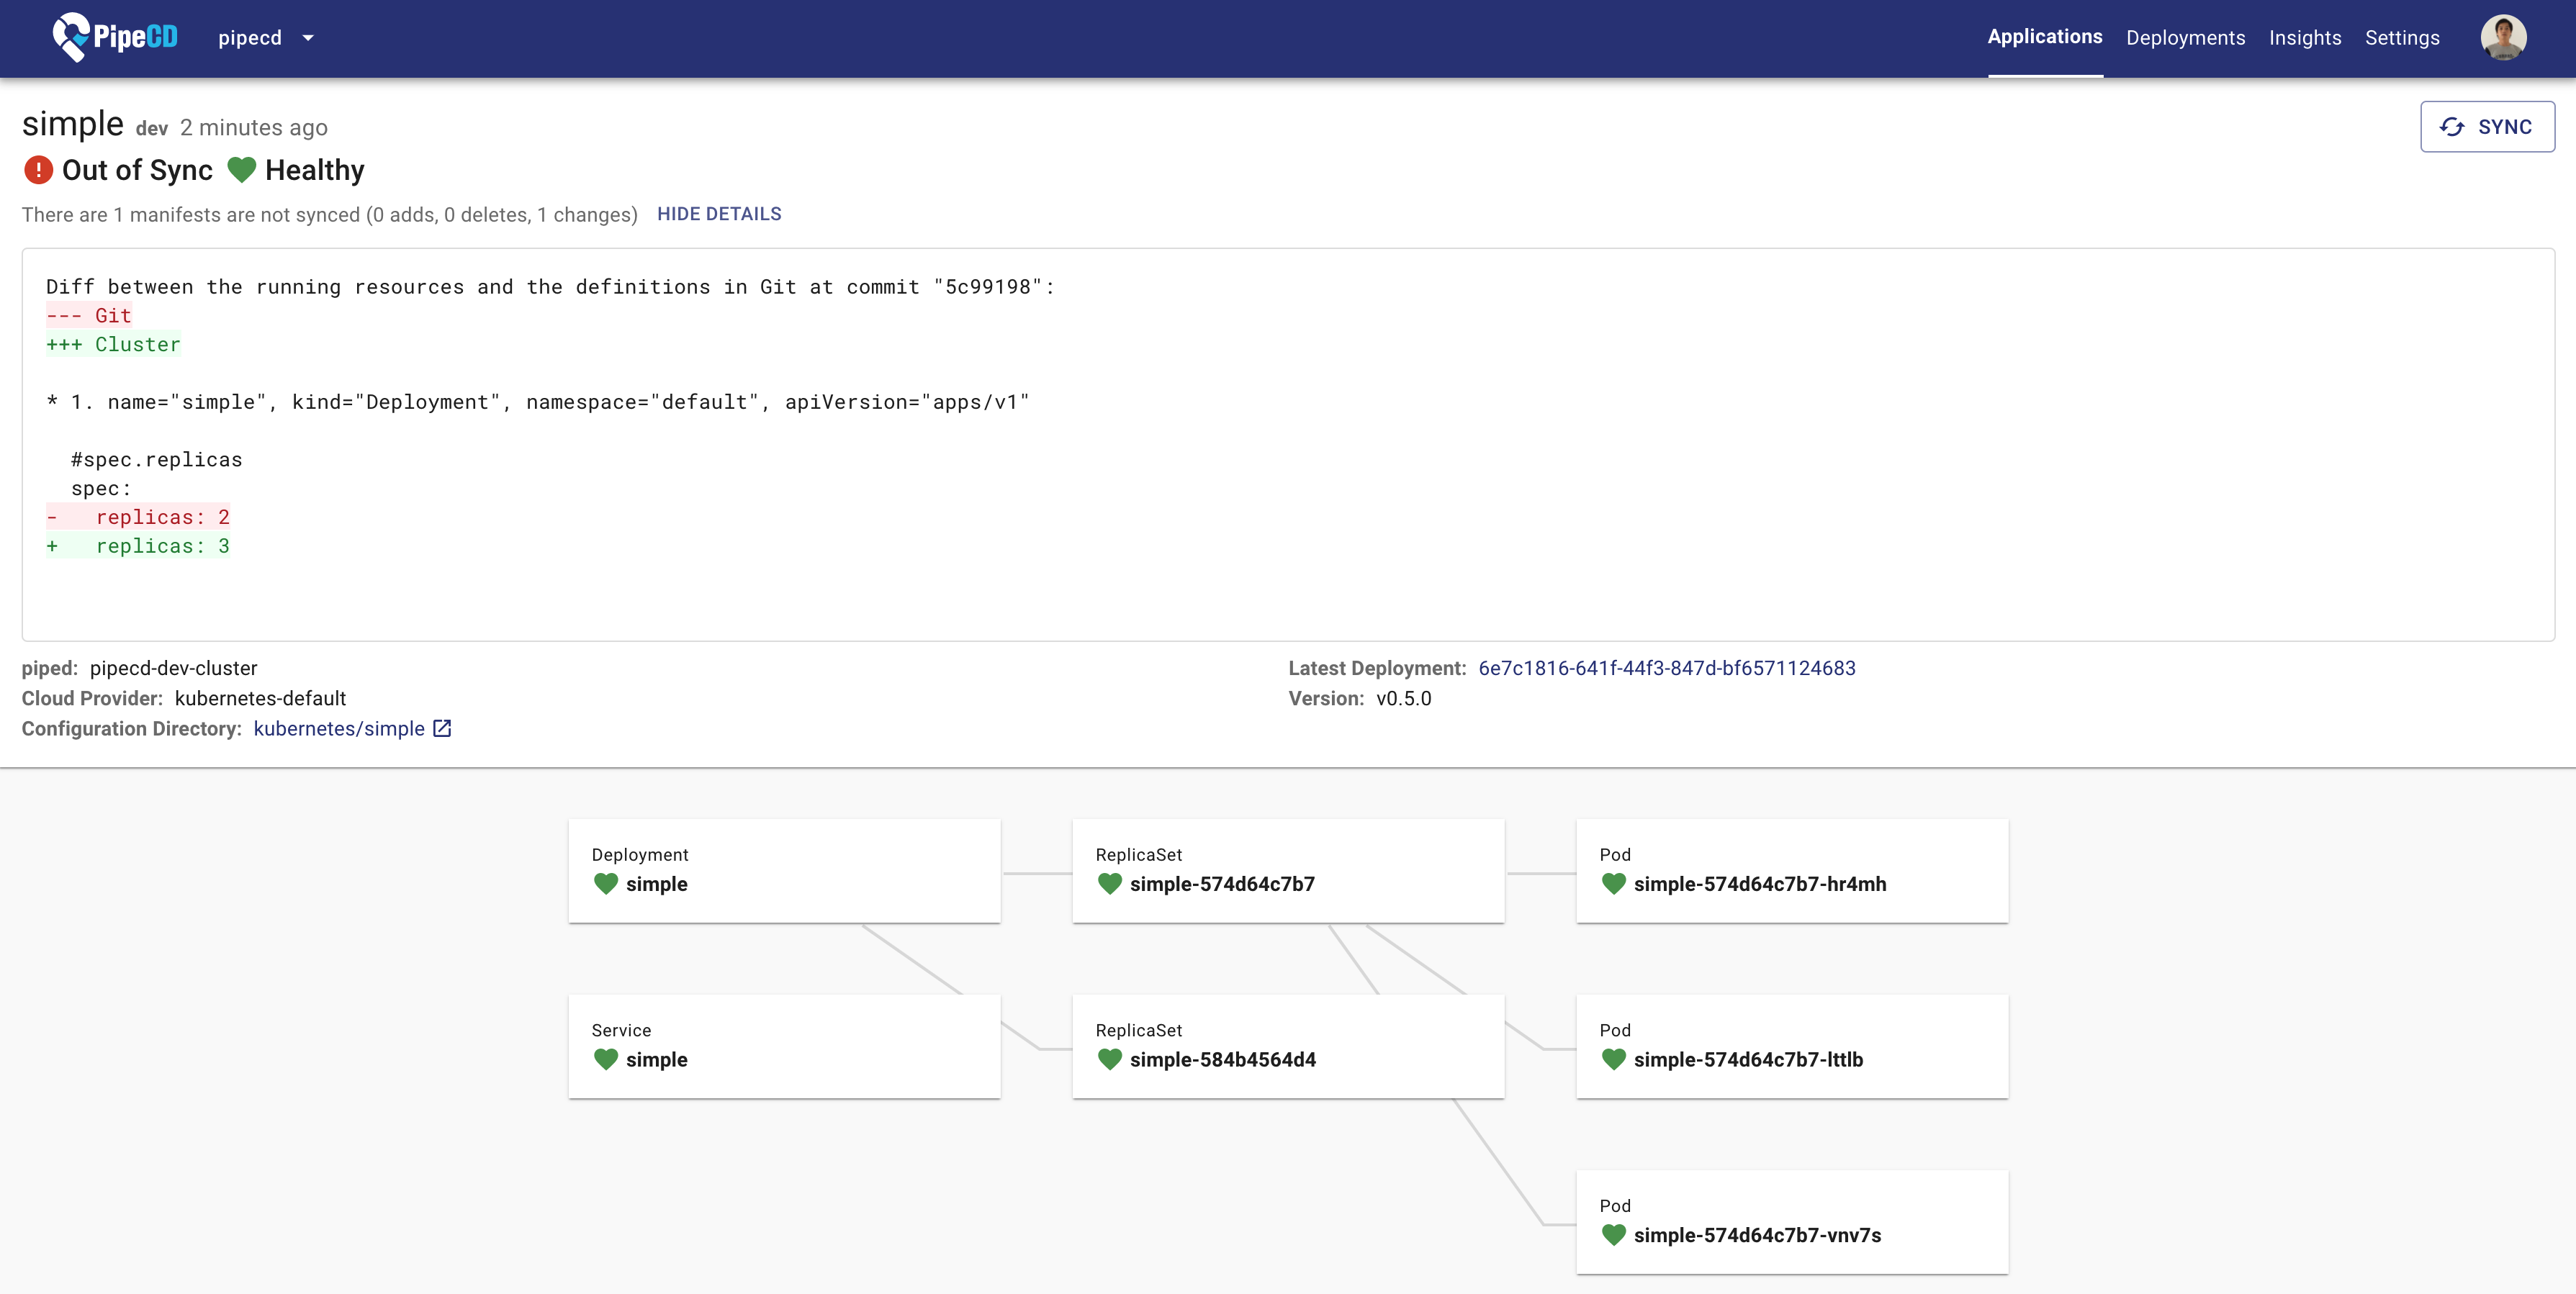 PipeCD pipecd Applications Deployments Insights Settings
simple dev 2 minutes ago SYNC
Out of Sync Healthy
There are 1 manifests are not synced (0 adds, 0 deletes, 1 changes) HIDE DETAILS
Diff between the running resources and the definitions in Git at commit "5c99198":
--- Git
+++ Cluster
* 1. name="simple", kind="Deployment", namespace="default", apiVersion="apps/v1"
#spec.replicas
spec:
-   replicas: 2
+   replicas: 3
piped: pipecd-dev-cluster
Cloud Provider: kubernetes-default
Configuration Directory: kubernetes/simple
Latest Deployment: 6e7c1816-641f-44f3-847d-bf6571124683
Version: v0.5.0
Deployment
simple
ReplicaSet
simple-574d64c7b7
Pod
simple-574d64c7b7-hr4mh
Service
simple
ReplicaSet
simple-584b4564d4
Pod
simple-574d64c7b7-lttlb
Pod
simple-574d64c7b7-vnv7s